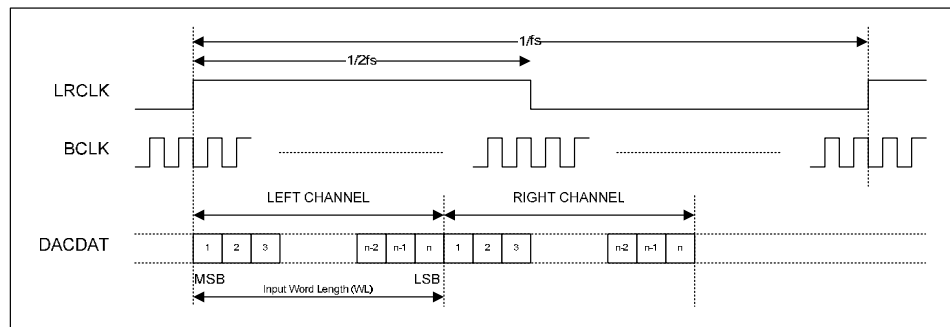 1/fs
1/2fs
LRCLK
BCLK
LEFT CHANNEL RIGHT CHANNEL
DACDAT 1 2 3 n-2 n-1 n 1 2 3 n-2 n-1 n
MSB LSB
Input Word Length (WL)